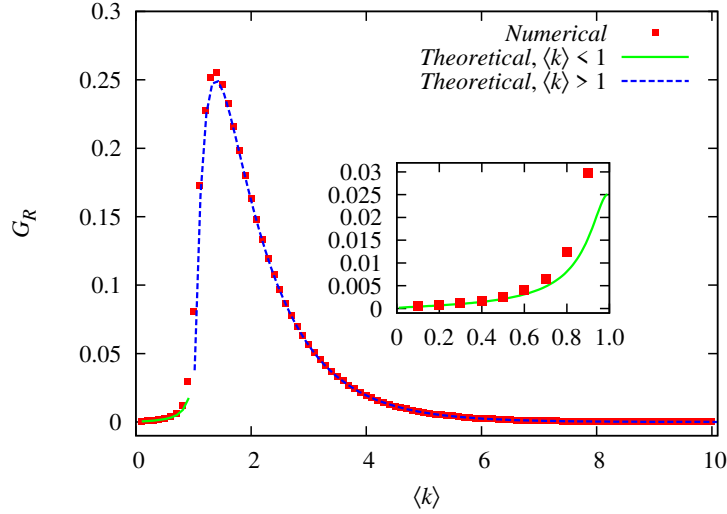 0.3
0.25
0.2
0.15
0.1
0.05
0
G_R
Numerical
Theoretical, ⟨k⟩ < 1
Theoretical, ⟨k⟩ > 1
0.03
0.025
0.02
0.015
0.01
0.005
0
0 0.2 0.4 0.6 0.8 1.0
0 2 4 6 8 10
⟨k⟩